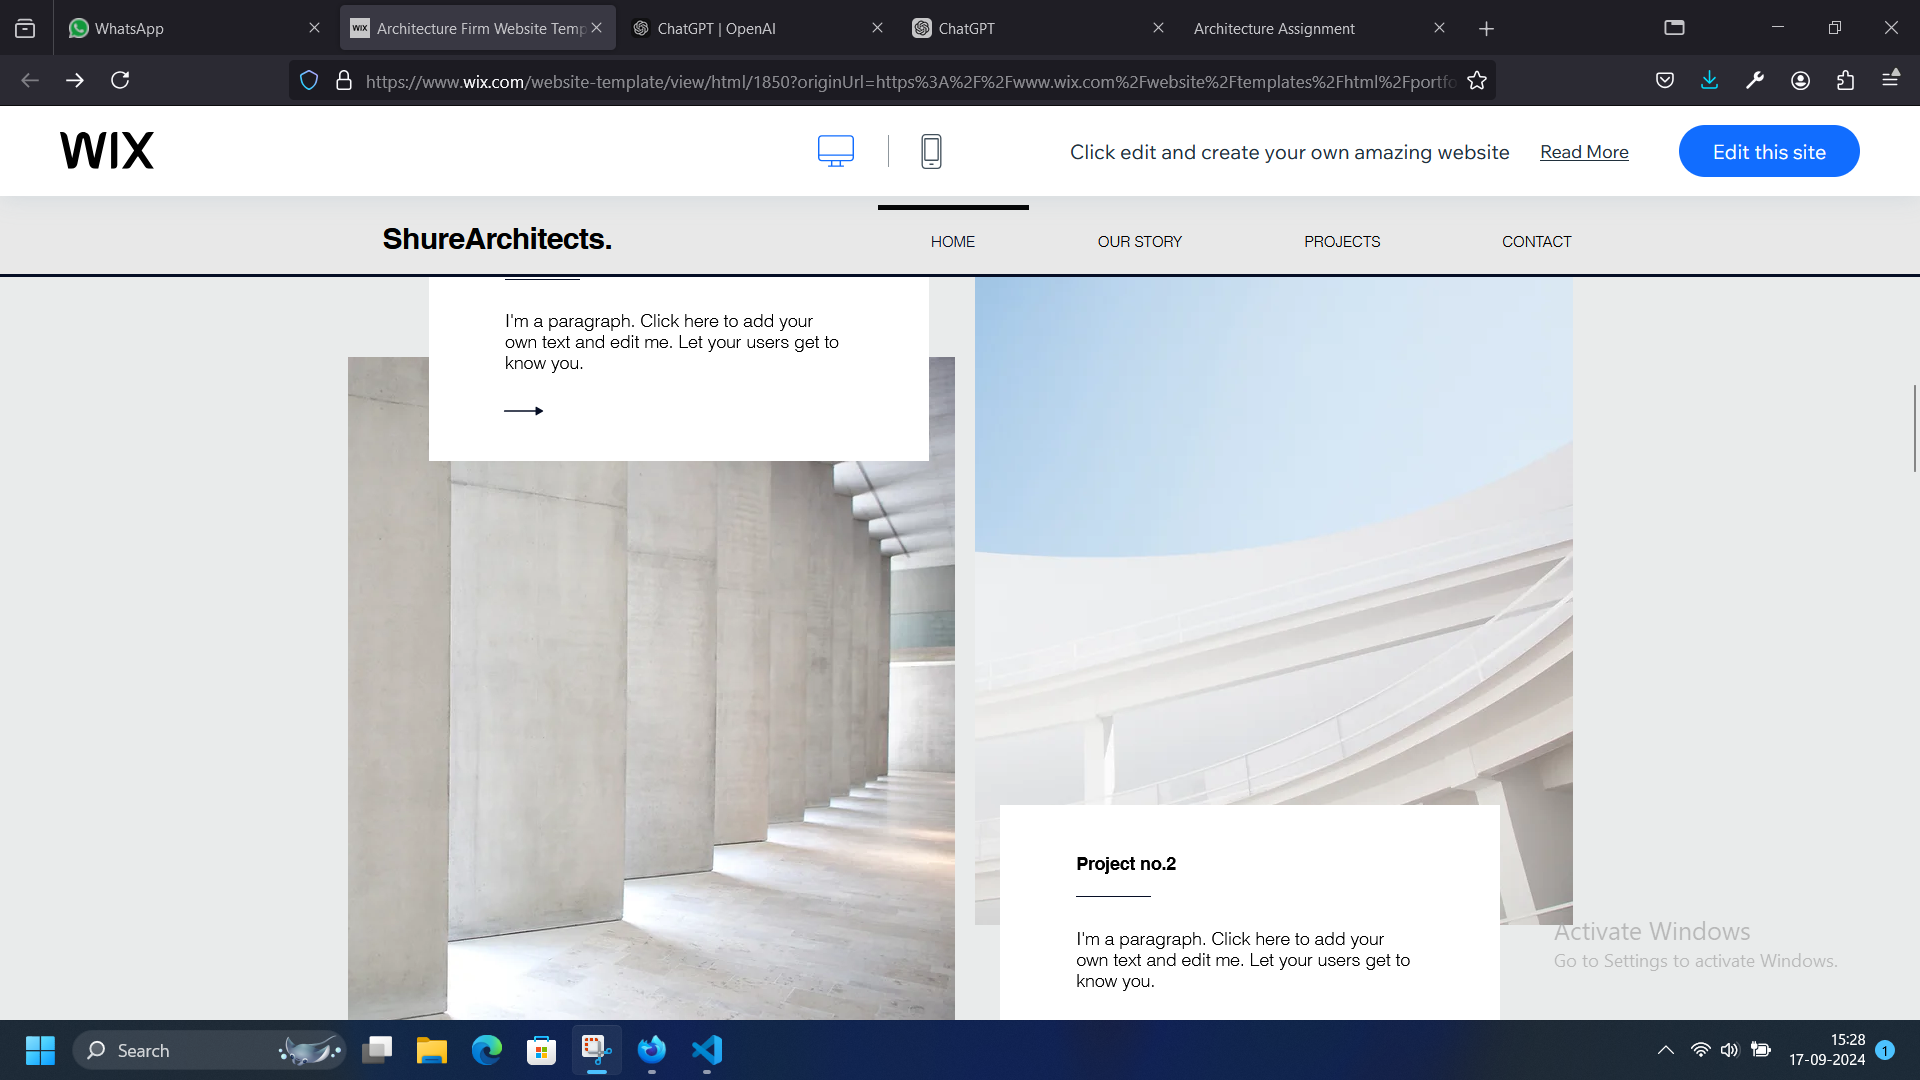 WhatsApp
WIX Architecture Firm Website Temp
ChatGPT | OpenAI
ChatGPT
Architecture Assignment
https://www.wix.com/website-template/view/html/1850?originUrl=https%3A%2F%2Fwww.wix.com%2Fwebsite%2Ftemplates%2Fhtml%2Fportfo
WIX
Click edit and create your own amazing website
Read More
Edit this site
ShureArchitects.
HOME
OUR STORY
PROJECTS
CONTACT
I'm a paragraph. Click here to add your
own text and edit me. Let your users get to
know you.
Project no.2
I'm a paragraph. Click here to add your
own text and edit me. Let your users get to
know you.
Activate Windows
Go to Settings to activate Windows.
Search
15:28
17-09-2024
1